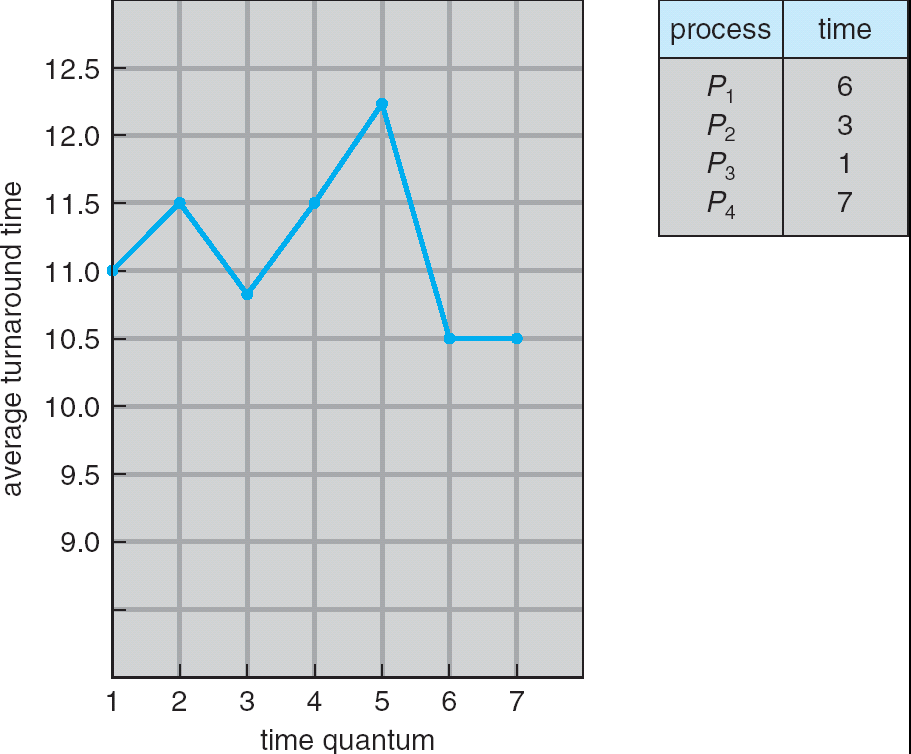 average turnaround time
12.5
12.0
11.5
11.0
10.5
10.0
9.5
9.0
1 2 3 4 5 6 7
time quantum
process time
P1 6
P2 3
P3 1
P4 7